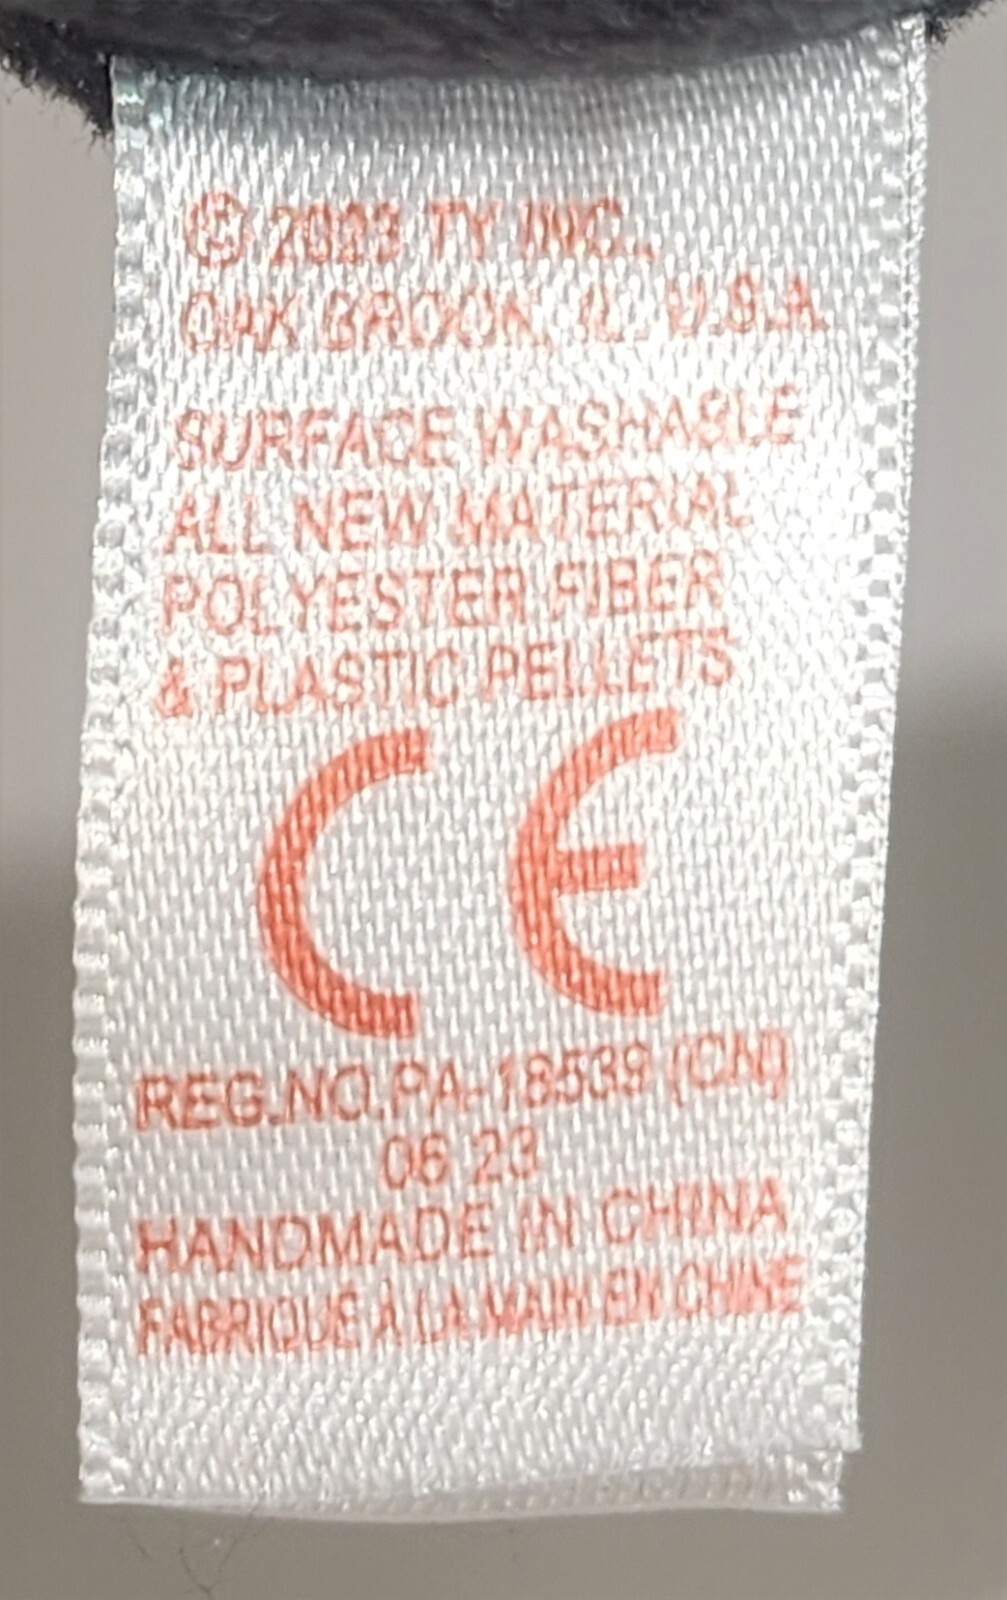 © 2023 TY INC.,
OAK BROOK, IL. U.S.A.
SURFACE WASHABLE
ALL NEW MATERIAL
POLYESTER FIBER
& PLASTIC PELLETS
CE
REG.NO.PA-18539 (CN)
06 23
HANDMADE IN CHINA
FABRIQUÉ À LA MAIN EN CHINE